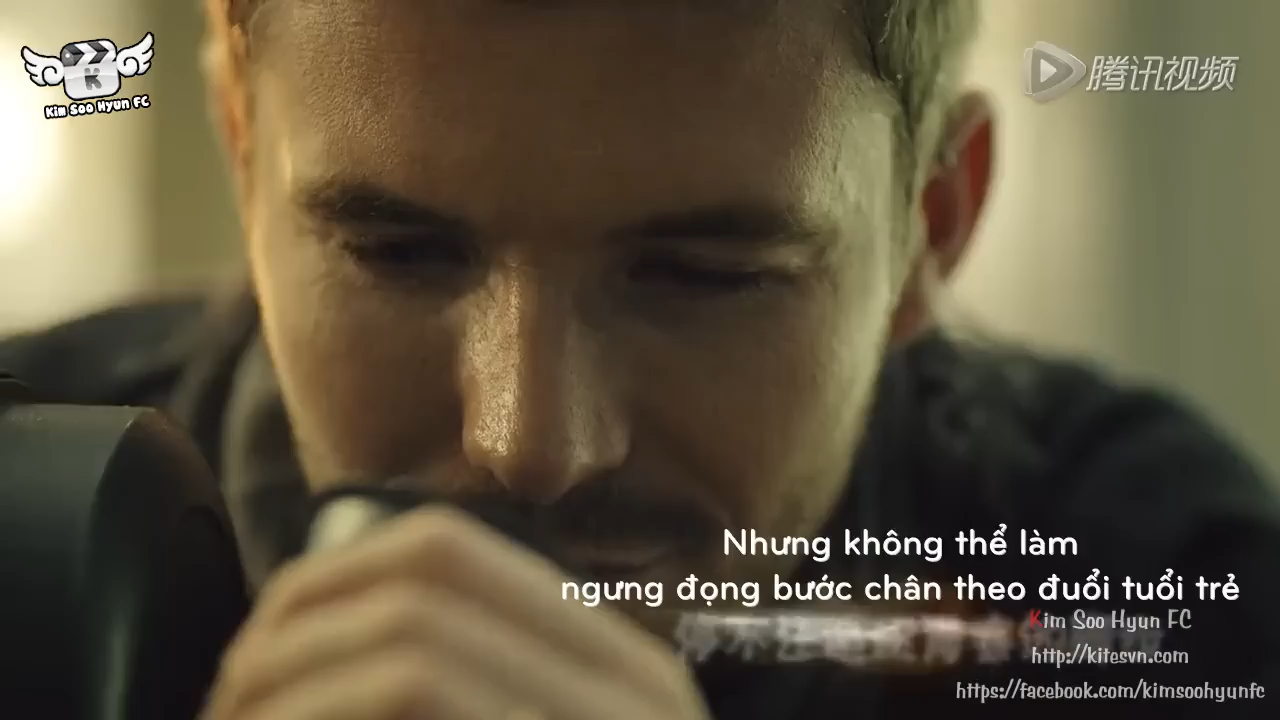 K
Kim Soo Hyun FC
腾讯视频
Nhưng không thể làm
ngưng đọng bước chân theo đuổi tuổi trẻ
Kim Soo Hyun FC
http://kitesvn.com
https://facebook.com/kimsoohyunfc